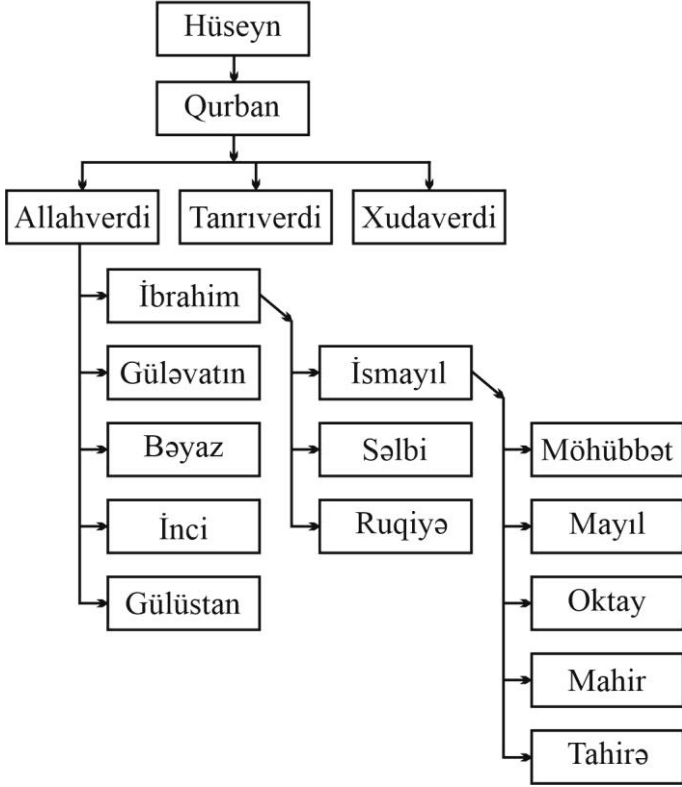 Hüseyn
Qurban
Allahverdi
Tanrıverdi
Xudaverdi
İbrahim
Güləvatın
Bəyaz
İnci
Gülüstan
İsmayıl
Səlbi
Ruqiyə
Möhübbət
Mayıl
Oktay
Mahir
Tahirə